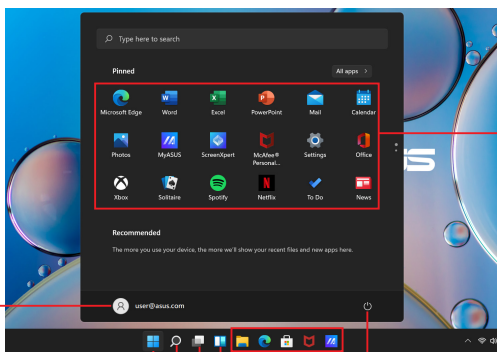 Type here to search
Pinned
All apps >
Microsoft Edge Word Excel PowerPoint Mail Calendar
Photos MyASUS ScreenXpert McAfee® Personal... Settings Office
Xbox Solitaire Spotify Netflix To Do News
Recommended
The more you use your device, the more we'll show your recent files and new apps here.
user@asus.com